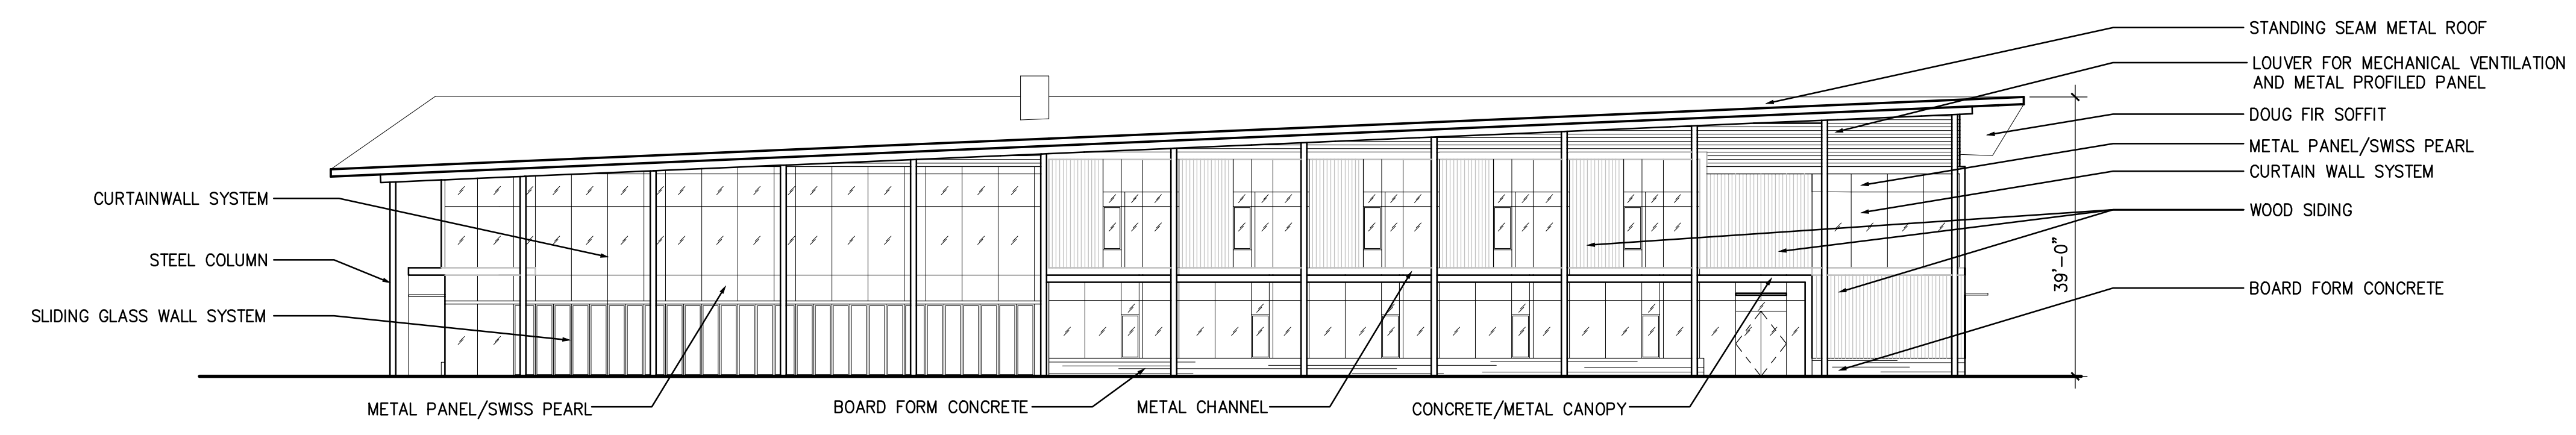 STANDING SEAM METAL ROOF
LOUVER FOR MECHANICAL VENTILATION
AND METAL PROFILED PANEL
DOUG FIR SOFFIT
METAL PANEL/SWISS PEARL
CURTAIN WALL SYSTEM
WOOD SIDING
39'-0"
BOARD FORM CONCRETE
CURTAINWALL SYSTEM
STEEL COLUMN
SLIDING GLASS WALL SYSTEM
METAL PANEL/SWISS PEARL
BOARD FORM CONCRETE
METAL CHANNEL
CONCRETE/METAL CANOPY